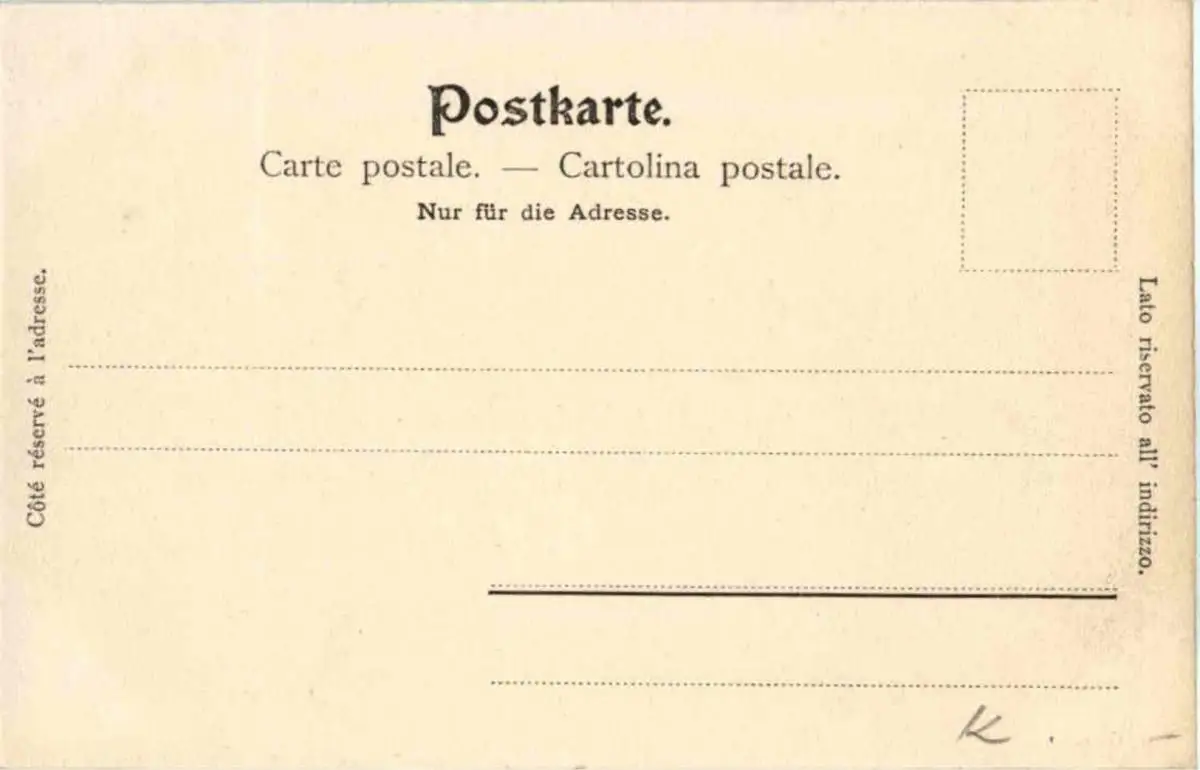 Postkarte.
Carte postale. — Cartolina postale.
Nur für die Adresse.
Côté réservé à l'adresse.
Lato riservato all' indirizzo.
K . –